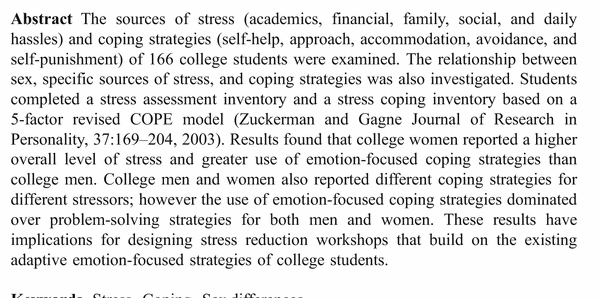 Abstract The sources of stress (academics, financial, family, social, and daily
hassles) and coping strategies (self-help, approach, accommodation, avoidance, and
self-punishment) of 166 college students were examined. The relationship between
sex, specific sources of stress, and coping strategies was also investigated. Students
completed a stress assessment inventory and a stress coping inventory based on a
5-factor revised COPE model (Zuckerman and Gagne Journal of Research in
Personality, 37:169–204, 2003). Results found that college women reported a higher
overall level of stress and greater use of emotion-focused coping strategies than
college men. College men and women also reported different coping strategies for
different stressors; however the use of emotion-focused coping strategies dominated
over problem-solving strategies for both men and women. These results have
implications for designing stress reduction workshops that build on the existing
adaptive emotion-focused strategies of college students.
Keywords Stress Coping Sex differences